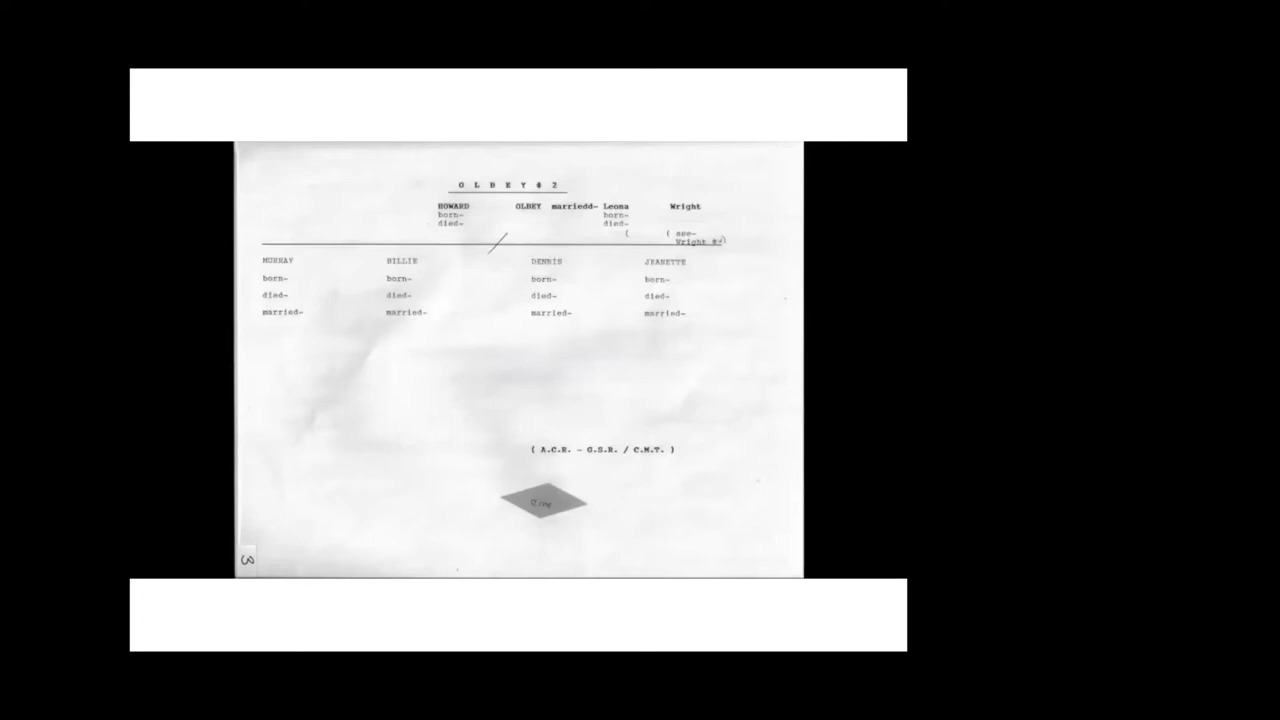 O L B E Y # 2
HOWARD OLBEY marriedd- Leona Wright
born- born-
died- died-
( ( see-
Wright #
MURRAY BILLIE DENNIS JEANETTE
born- born- born- born-
died- died- died- died-
married- married- married- married-
( A.C.R. - G.S.R. / C.M.T. )
3